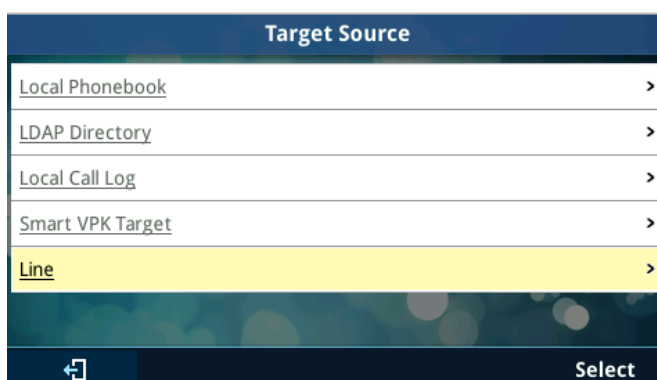 Target Source
Local Phonebook
LDAP Directory
Local Call Log
Smart VPK Target
Line
Select